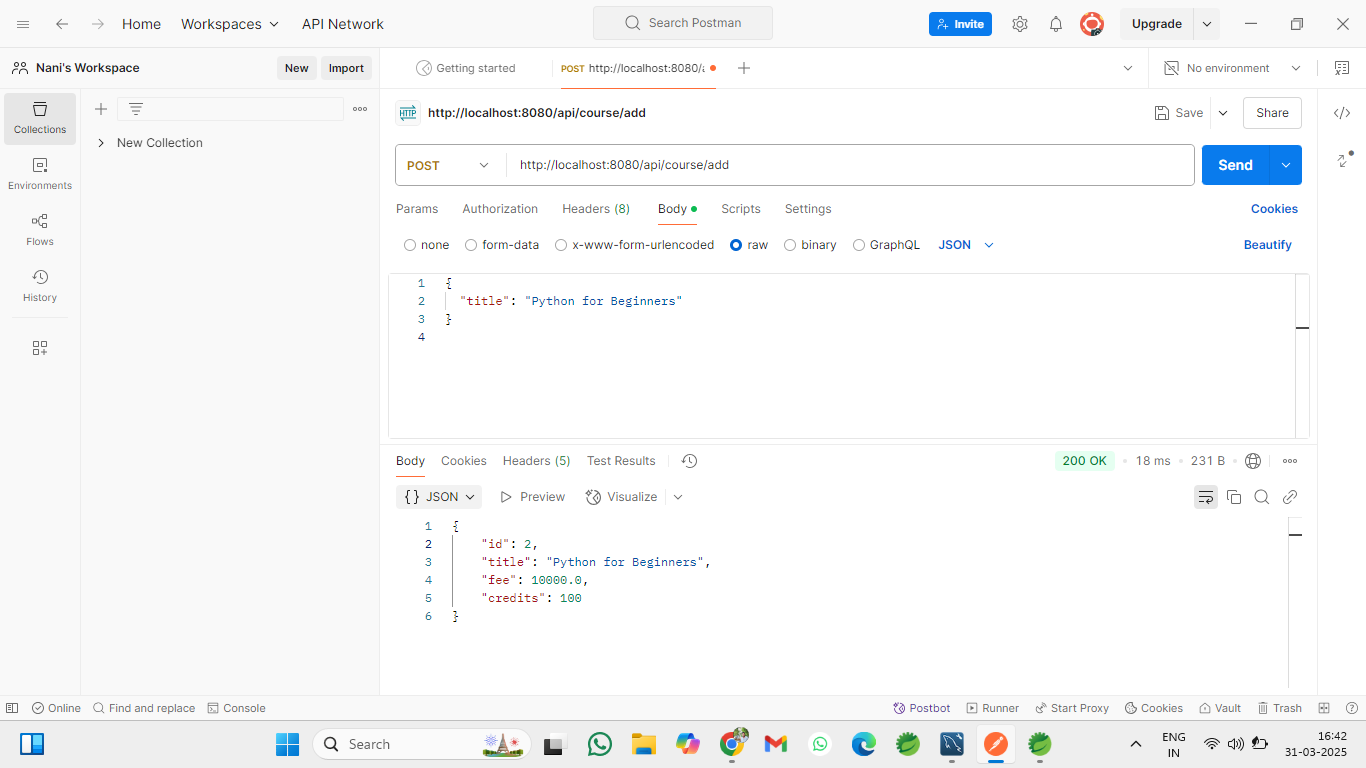 Home Workspaces API Network Search Postman Invite Upgrade
Nani's Workspace New Import Getting started POST http://localhost:8080/a No environment
HTTP http://localhost:8080/api/course/add Save Share
Collections
New Collection
POST http://localhost:8080/api/course/add Send
Environments
Params Authorization Headers (8) Body Scripts Settings Cookies
Flows
none form-data x-www-form-urlencoded raw binary GraphQL JSON Beautify
History
1 {
2 "title": "Python for Beginners"
3 }
4
Body Cookies Headers (5) Test Results 200 OK • 18 ms • 231 B
{} JSON Preview Visualize
1 {
2 "id": 2,
3 "title": "Python for Beginners",
4 "fee": 10000.0,
5 "credits": 100
6 }
Online Find and replace Console Postbot Runner Start Proxy Cookies Vault Trash
Search ENG IN 16:42 31-03-2025